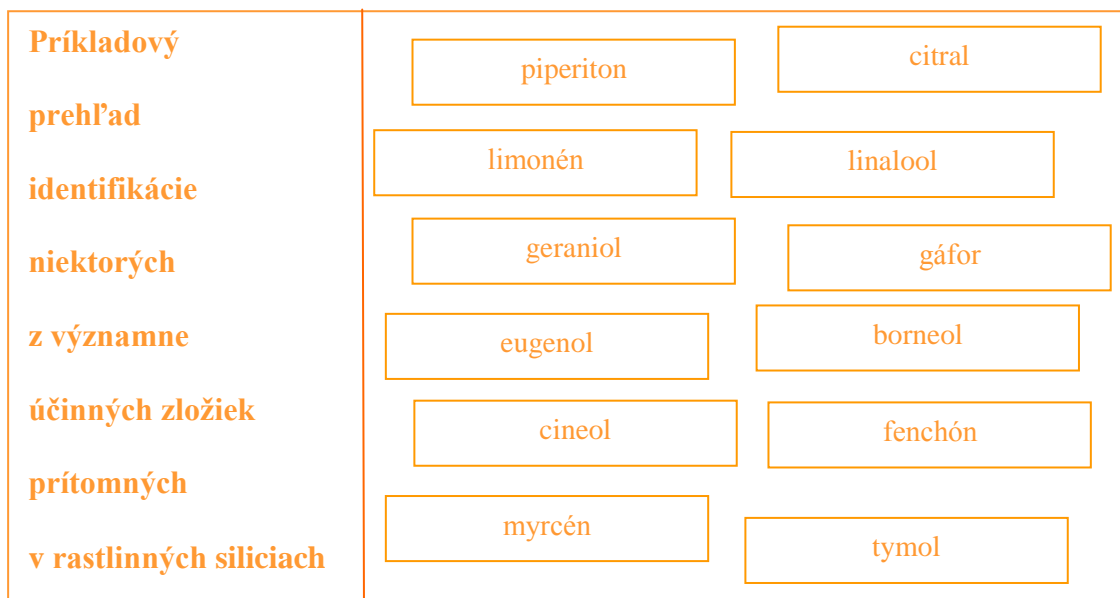 Príkladový
prehľad
identifikácie
niektorých
z významne
účinných zložiek
prítomných
v rastlinných siliciach
piperiton
citral
limonén
linalool
geraniol
gáfor
eugenol
borneol
cineol
fenchón
myrcén
tymol